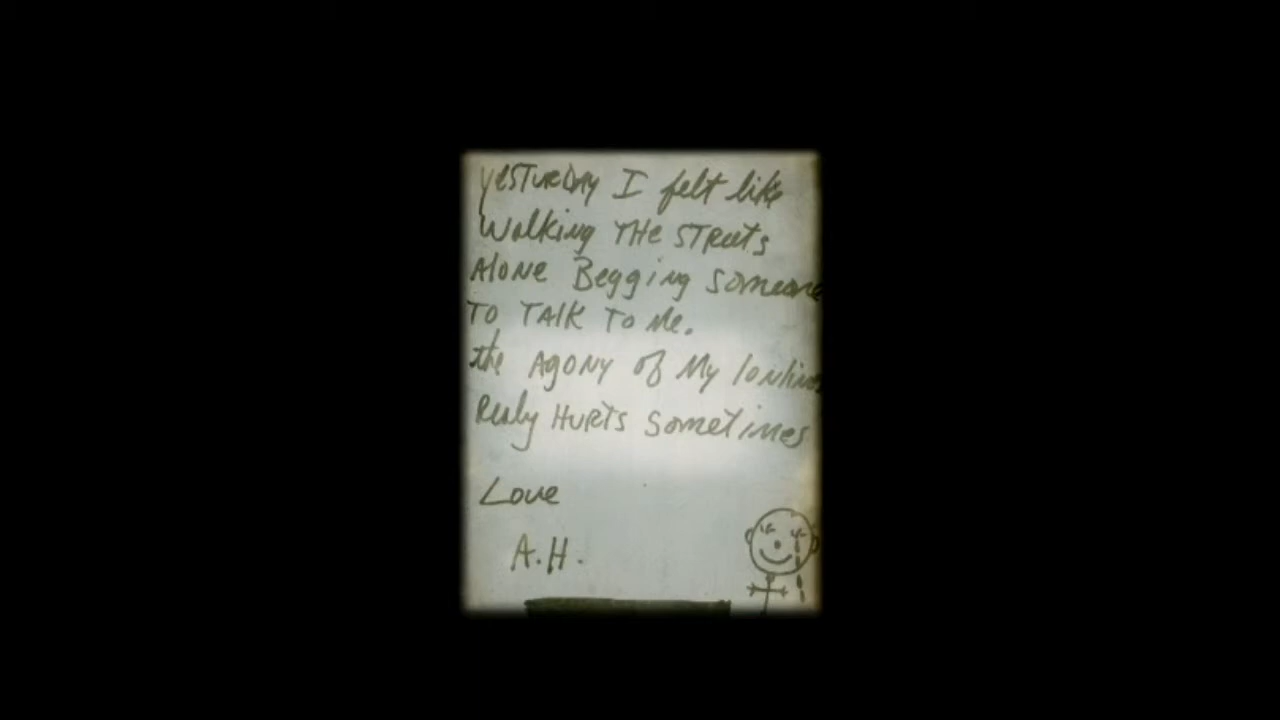 yesturday I felt like
Walking THe STReets
Alone Begging Someone
TO TAlK To Me.
the Agony of My
Realy HURTs Sometimes
Love
A.H.